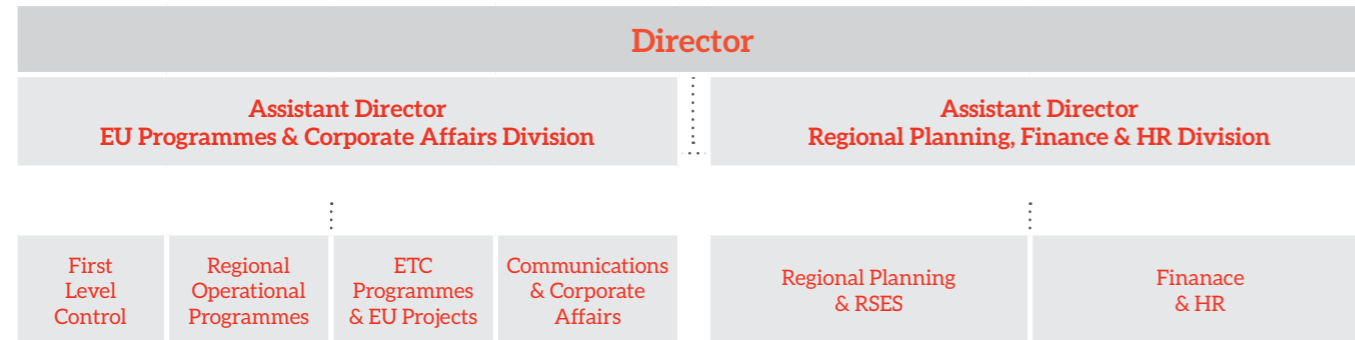 Director
Assistant Director
EU Programmes & Corporate Affairs Division
Assistant Director
Regional Planning, Finance & HR Division
First
Level
Control
Regional
Operational
Programmes
ETC
Programmes
& EU Projects
Communications
& Corporate
Affairs
Regional Planning
& RSES
Finanace
& HR